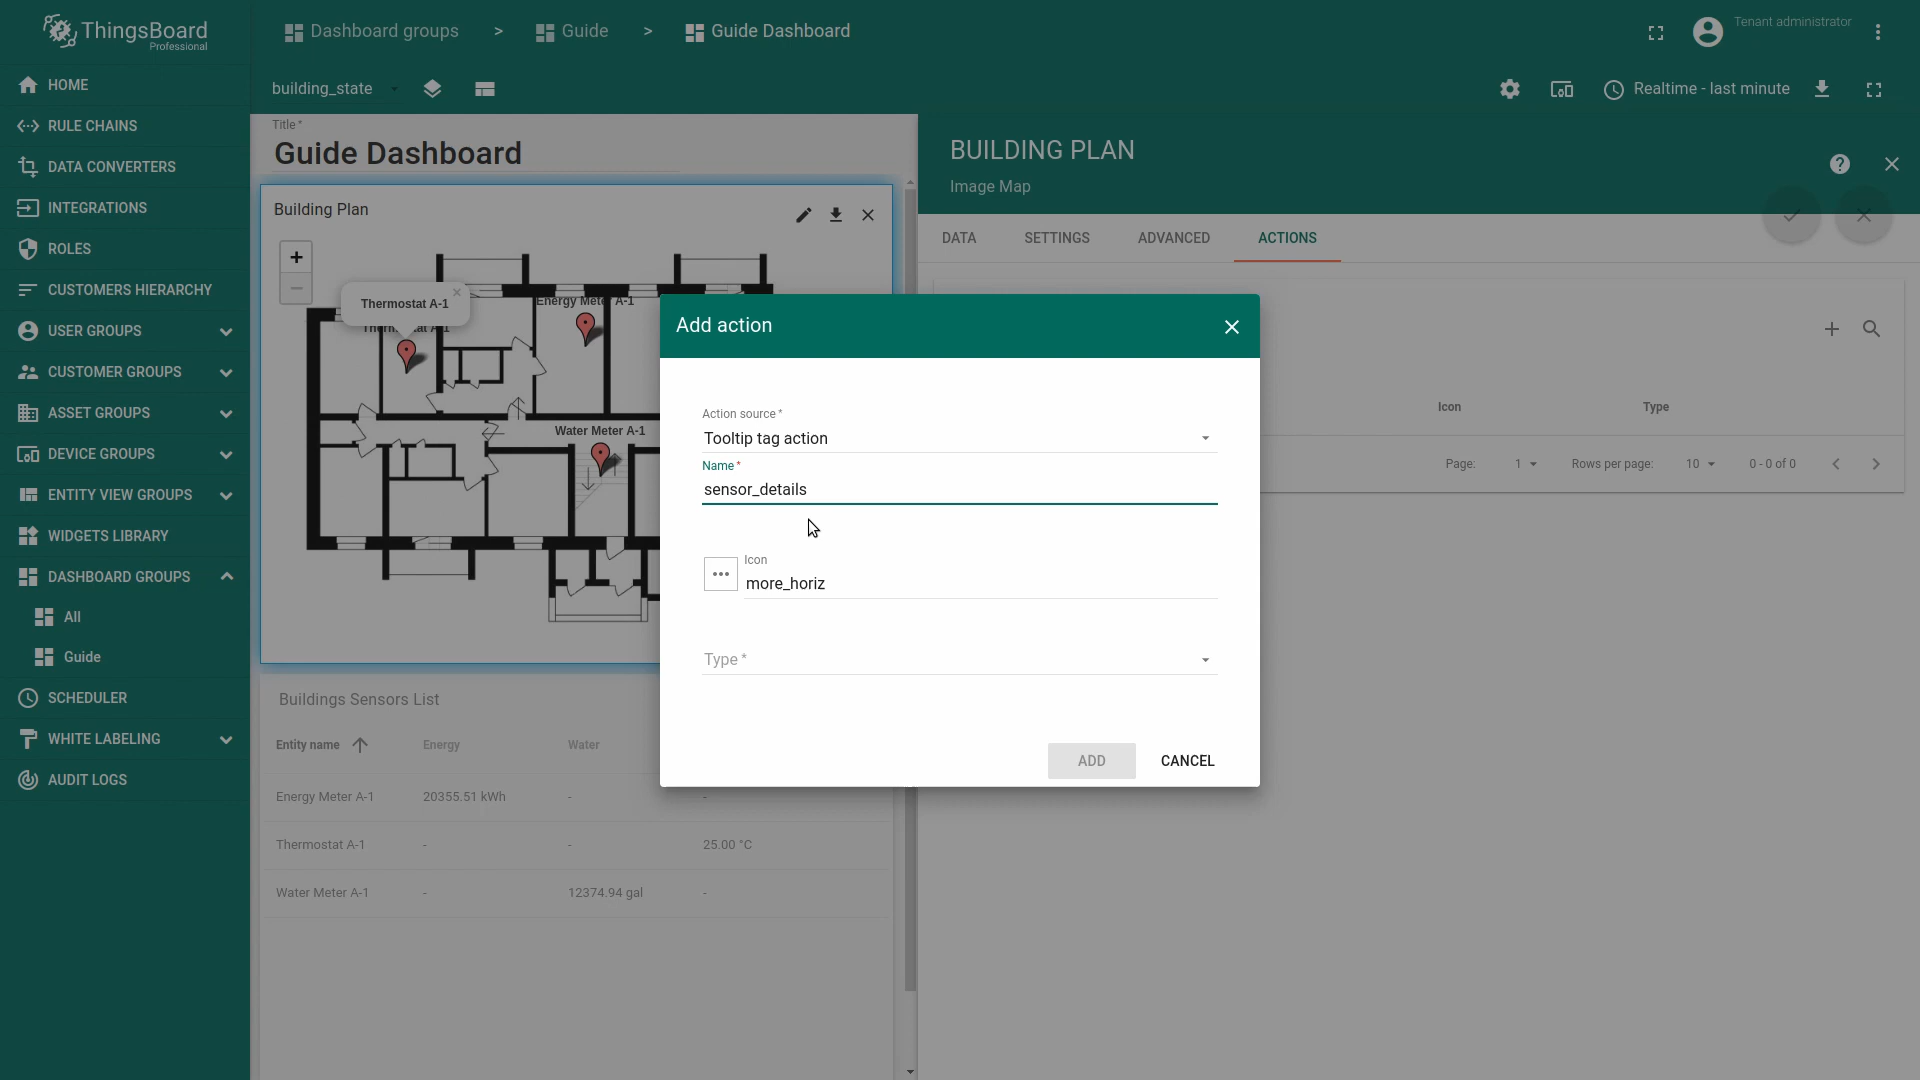 ThingsBoard
Professional
Dashboard groups > Guide > Guide Dashboard
Tenant administrator
HOME
RULE CHAINS
DATA CONVERTERS
INTEGRATIONS
ROLES
CUSTOMERS HIERARCHY
USER GROUPS
CUSTOMER GROUPS
ASSET GROUPS
DEVICE GROUPS
ENTITY VIEW GROUPS
WIDGETS LIBRARY
DASHBOARD GROUPS
All
Guide
SCHEDULER
WHITE LABELING
AUDIT LOGS
building_state
Realtime - last minute
Title *
Guide Dashboard
Building Plan
+
−
Thermostat A-1
×
Energy Meter A-1
Water Meter A-1
Buildings Sensors List
Entity name Energy Water
Energy Meter A-1 20355.51 kWh - -
Thermostat A-1 - - 25.00 °C
Water Meter A-1 - 12374.94 gal -
BUILDING PLAN
Image Map
DATA SETTINGS ADVANCED ACTIONS
Icon Type
Page: 1 Rows per page: 10 0 - 0 of 0
Add action
Action source *
Tooltip tag action
Name *
sensor_details
Icon
more_horiz
Type *
ADD CANCEL